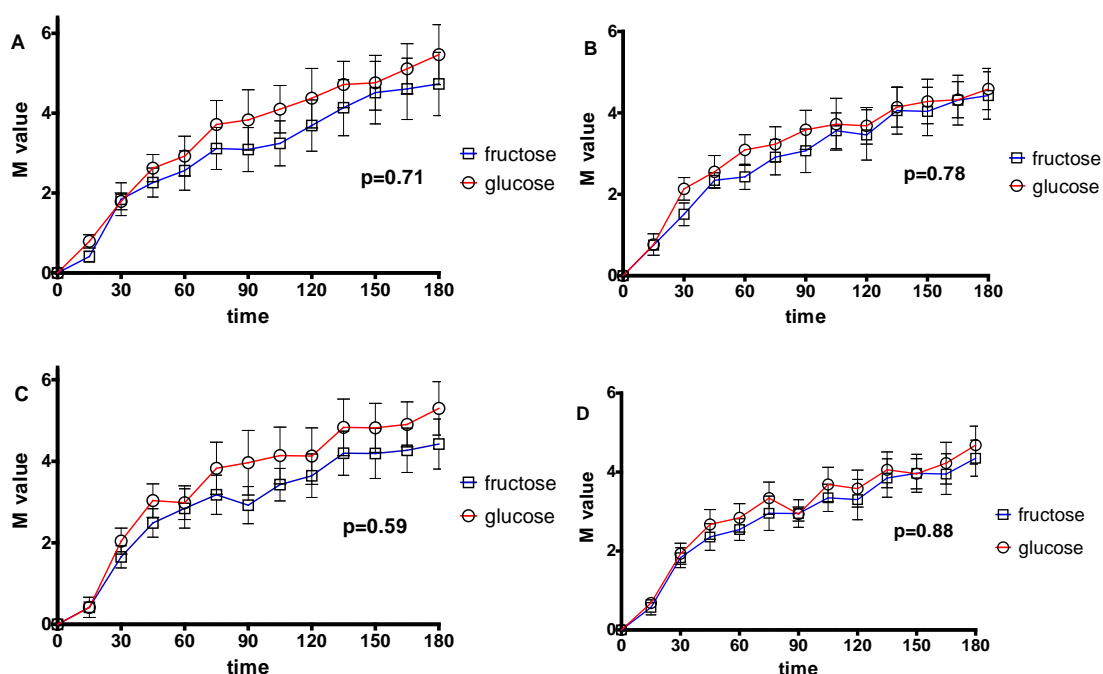 A
6
4
2
0
M value
0 30 60 90 120 150 180
time
p=0.71
fructose
glucose
B
6
4
2
0
M value
0 30 60 90 120 150 180
time
p=0.78
fructose
glucose
C
6
4
2
0
M value
0 30 60 90 120 150 180
time
p=0.59
fructose
glucose
D
6
4
2
0
M value
0 30 60 90 120 150 180
time
p=0.88
fructose
glucose